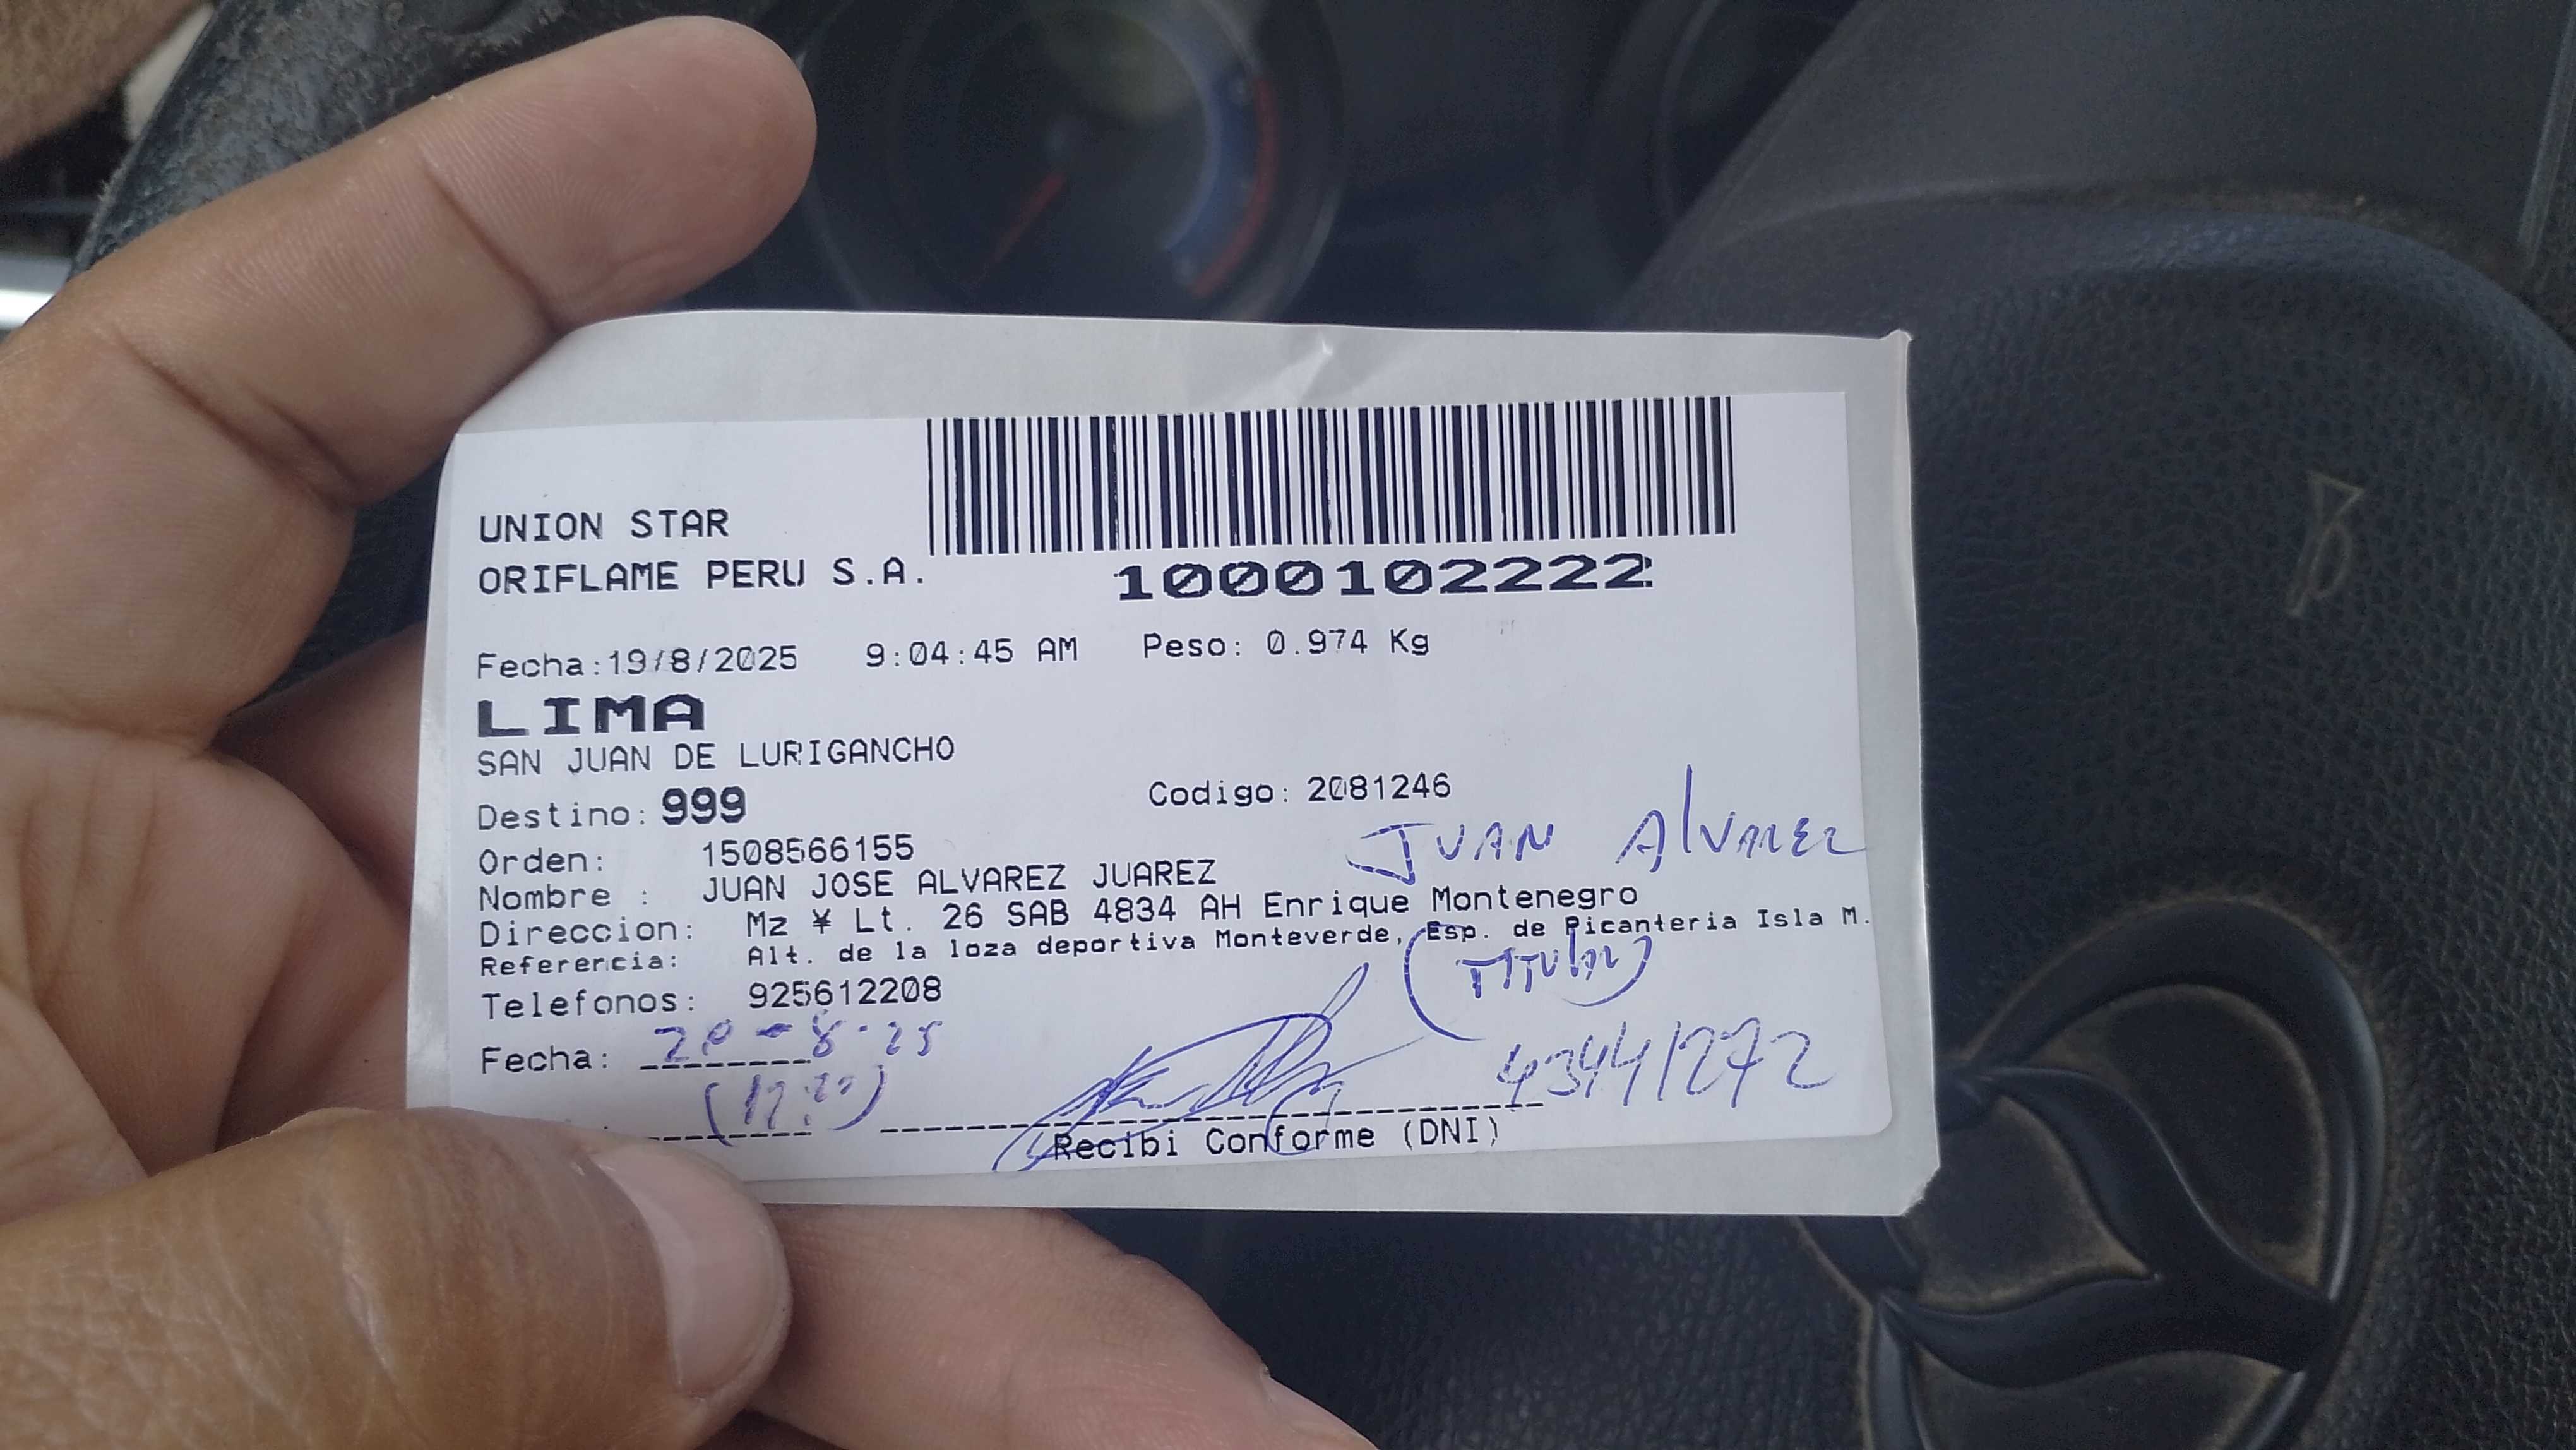 UNION STAR
ORIFLAME PERU S.A.
1000102222
Fecha:19/8/2025 9:04:45 AM Peso: 0.974 Kg
LIMA
SAN JUAN DE LURIGANCHO
Destino: 999 Codigo: 2081246
Orden: 1508566155
JUAN Alvarez
Nombre : JUAN JOSE ALVAREZ JUAREZ
Direccion: Mz ¥ Lt. 26 SAB 4834 AH Enrique Montenegro
Referencia: Alt. de la loza deportiva Monteverde, Esp. de Picanteria Isla M.
(TITULAR)
Telefonos: 925612208
Fecha: 20-8-25
43441272
Recibi Conforme (DNI)